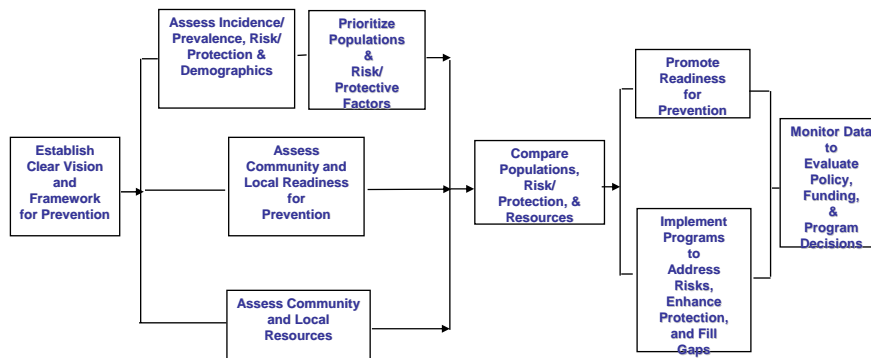 Establish
Clear Vision
and
Framework
for Prevention
Assess Incidence/
Prevalence, Risk/
Protection &
Demographics
Prioritize
Populations
&
Risk/
Protective
Factors
Assess
Community and
Local Readiness
for
Prevention
Assess Community
and Local
Resources
Compare
Populations,
Risk/
Protection, &
Resources
Promote
Readiness
for
Prevention
Implement
Programs
to
Address
Risks,
Enhance
Protection,
and Fill
Gaps
Monitor Data
to
Evaluate
Policy,
Funding,
&
Program
Decisions